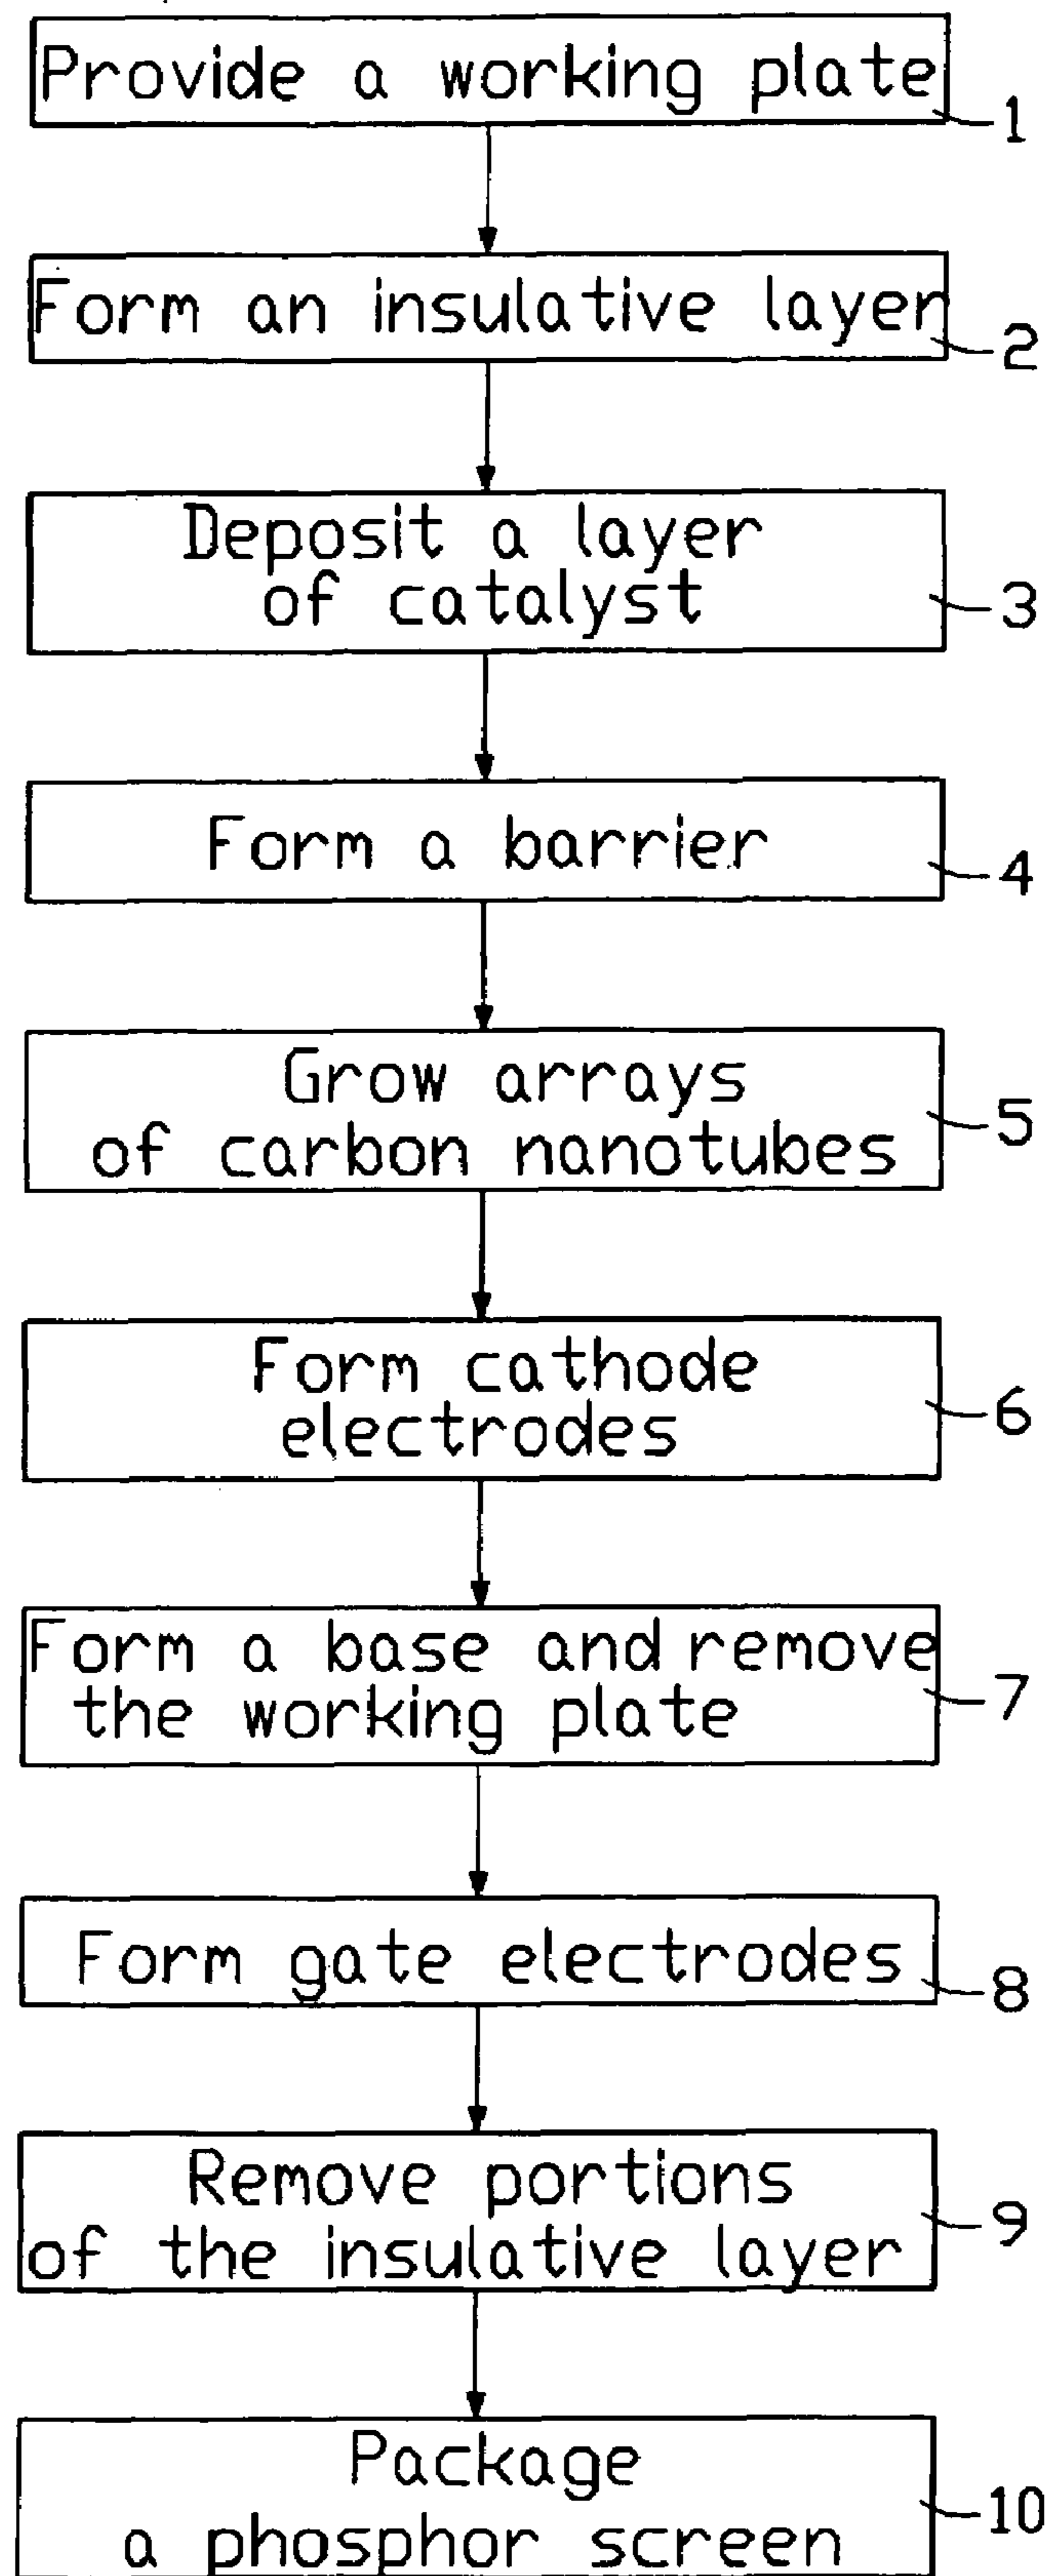 Provide a working plate
1
Form an insulative layer
2
Deposit a layer
of catalyst
3
Form a barrier
4
Grow arrays
of carbon nanotubes
5
Form cathode
electrodes
6
Form a base and remove
the working plate
7
Form gate electrodes
8
Remove portions
of the insulative layer
9
Package
a phosphor screen
10